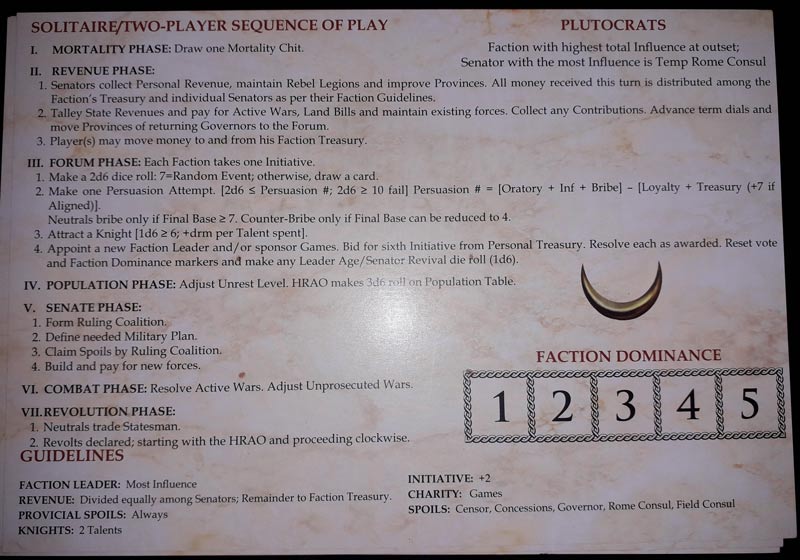 SOLITAIRE/TWO-PLAYER SEQUENCE OF PLAY
I. MORTALITY PHASE: Draw one Mortality Chit.
II. REVENUE PHASE:
1. Senators collect Personal Revenue, maintain Rebel Legions and improve Provinces. All money received this turn is distributed among the
Faction's Treasury and individual Senators as per their Faction Guidelines.
2. Talley State Revenues and pay for Active Wars, Land Bills and maintain existing forces. Collect any Contributions. Advance term dials and
move Provinces of returning Governors to the Forum.
3. Player(s) may move money to and from his Faction Treasury.
III. FORUM PHASE: Each Faction takes one Initiative.
1. Make a 2d6 dice roll: 7=Random Event; otherwise, draw a card.
2. Make one Persuasion Attempt. [2d6 ≤ Persuasion #; 2d6 ≥ 10 fail] Persuasion # = [Oratory + Inf + Bribe] – [Loyalty + Treasury (+7 if
Aligned)].
Neutrals bribe only if Final Base ≥ 7. Counter-Bribe only if Final Base can be reduced to 4.
3. Attract a Knight [1d6 ≥ 6; +drm per Talent spent].
4. Appoint a new Faction Leader and/or sponsor Games. Bid for sixth Initiative from Personal Treasury. Resolve each as awarded. Reset vote
and Faction Dominance markers and make any Leader Age/Senator Revival die roll (1d6).
IV. POPULATION PHASE: Adjust Unrest Level. HRAO makes 3d6 roll on Population Table.
V. SENATE PHASE:
1. Form Ruling Coalition.
2. Define needed Military Plan.
3. Claim Spoils by Ruling Coalition.
4. Build and pay for new forces.
VI. COMBAT PHASE: Resolve Active Wars. Adjust Unprosecuted Wars.
VII. REVOLUTION PHASE:
1. Neutrals trade Statesman.
2. Revolts declared; starting with the HRAO and proceeding clockwise.
PLUTOCRATS
Faction with highest total Influence at outset;
Senator with the most Influence is Temp Rome Consul
FACTION DOMINANCE
1 2 3 4 5
GUIDELINES
FACTION LEADER: Most Influence
REVENUE: Divided equally among Senators; Remainder to Faction Treasury.
PROVICIAL SPOILS: Always
KNIGHTS: 2 Talents
INITIATIVE: +2
CHARITY: Games
SPOILS: Censor, Concessions, Governor, Rome Consul, Field Consul